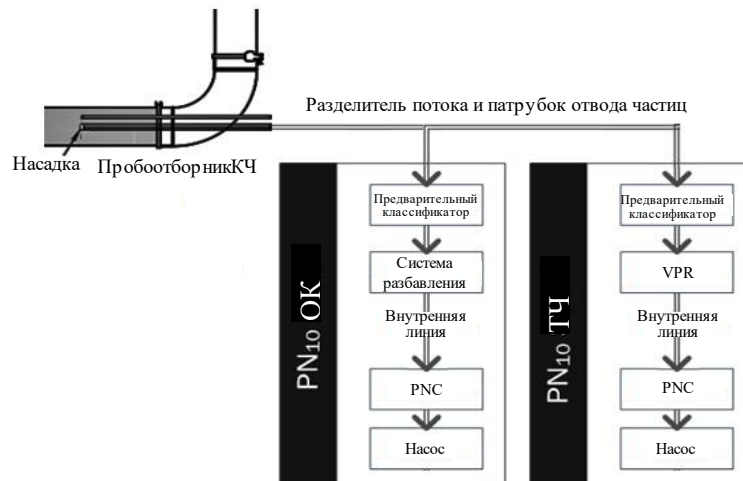 Разделитель потока и патрубок отвода частиц
Насадка
ПробоотборникКЧ
PN10 ОК
Предварительный
классификатор
Система
разбавления
Внутренняя
линия
PNC
Насос
PN10 ТЧ
Предварительный
классификатор
VPR
Внутренняя
линия
PNC
Насос